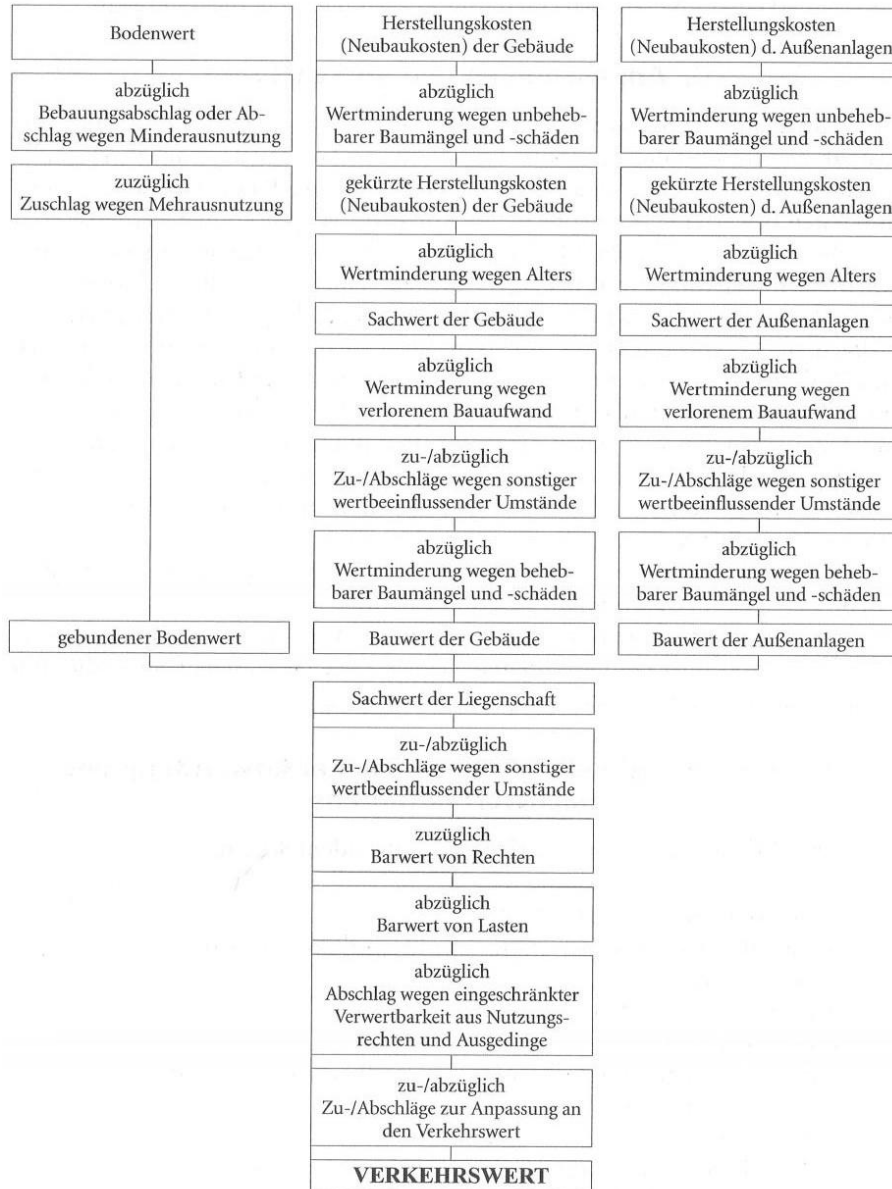 Bodenwert
abzüglich
Bebauungsabschlag oder Ab-
schlag wegen Minderausnutzung
zuzüglich
Zuschlag wegen Mehrausnutzung
gebundener Bodenwert
Herstellungskosten
(Neubaukosten) der Gebäude
abzüglich
Wertminderung wegen unbeheb-
barer Baumängel und -schäden
gekürzte Herstellungskosten
(Neubaukosten) der Gebäude
abzüglich
Wertminderung wegen Alters
Sachwert der Gebäude
abzüglich
Wertminderung wegen
verlorenem Bauaufwand
zu-/abzüglich
Zu-/Abschläge wegen sonstiger
wertbeeinflussender Umstände
abzüglich
Wertminderung wegen beheb-
barer Baumängel und -schäden
Bauwert der Gebäude
Herstellungskosten
(Neubaukosten) d. Außenanlagen
abzüglich
Wertminderung wegen unbeheb-
barer Baumängel und -schäden
gekürzte Herstellungskosten
(Neubaukosten) d. Außenanlagen
abzüglich
Wertminderung wegen Alters
Sachwert der Außenanlagen
abzüglich
Wertminderung wegen
verlorenem Bauaufwand
zu-/abzüglich
Zu-/Abschläge wegen sonstiger
wertbeeinflussender Umstände
abzüglich
Wertminderung wegen beheb-
barer Baumängel und -schäden
Bauwert der Außenanlagen
Sachwert der Liegenschaft
zu-/abzüglich
Zu-/Abschläge wegen sonstiger
wertbeeinflussender Umstände
zuzüglich
Barwert von Rechten
abzüglich
Barwert von Lasten
abzüglich
Abschlag wegen eingeschränkter
Verwertbarkeit aus Nutzungs-
rechten und Ausgedinge
zu-/abzüglich
Zu-/Abschläge zur Anpassung an
den Verkehrswert
VERKEHRSWERT